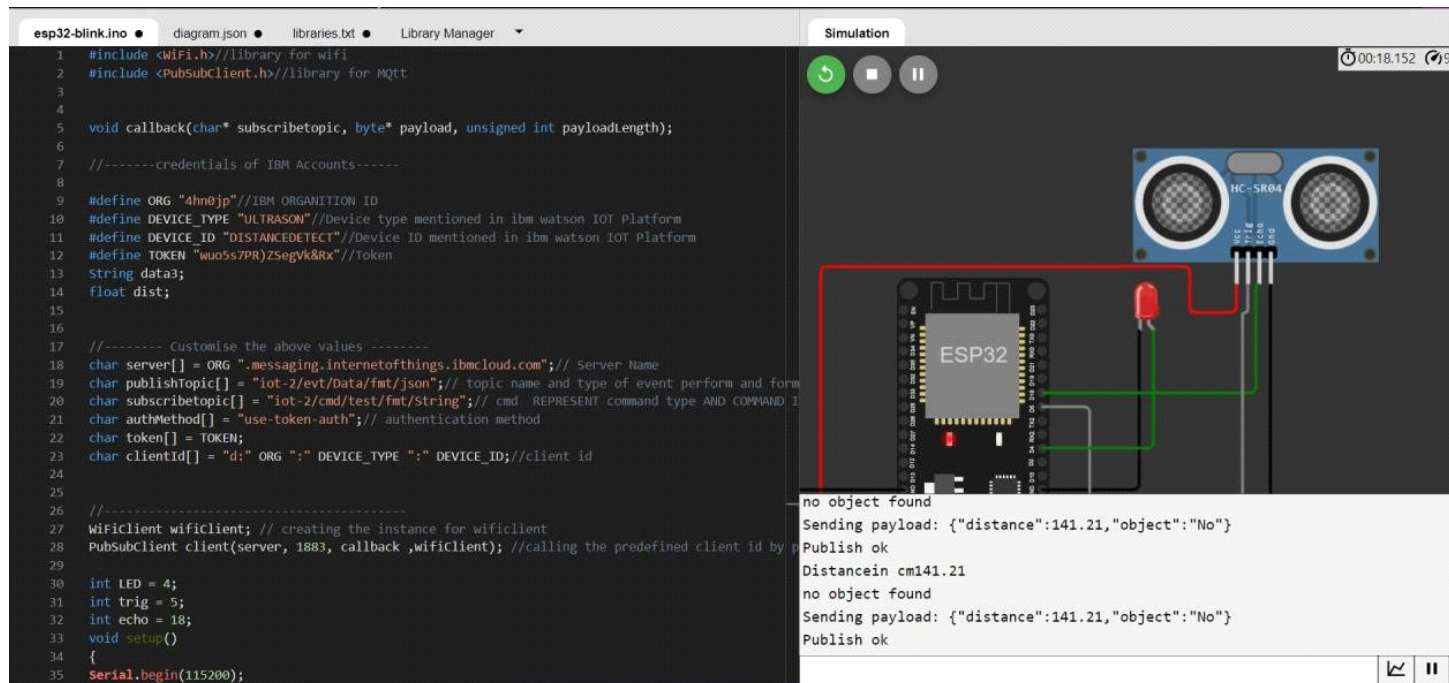 esp32-blink.ino ● diagram.json ● libraries.txt ● Library Manager
1 #include <WiFi.h>//library for wifi
2 #include <PubSubClient.h>//library for MQtt
3
4
5 void callback(char* subscribetopic, byte* payload, unsigned int payloadLength);
6
7 //-------credentials of IBM Accounts------
8
9 #define ORG "4hn0jp"//IBM ORGANITION ID
10 #define DEVICE_TYPE "ULTRASON"//Device type mentioned in ibm watson IOT Platform
11 #define DEVICE_ID "DISTANCEDETECT"//Device ID mentioned in ibm watson IOT Platform
12 #define TOKEN "wuo5s7PR)ZSegVk&Rx"//Token
13 String data3;
14 float dist;
15
16
17 //-------- Customise the above values --------
18 char server[] = ORG ".messaging.internetofthings.ibmcloud.com";// Server Name
19 char publishTopic[] = "iot-2/evt/Data/fmt/json";// topic name and type of event perform and form
20 char subscribetopic[] = "iot-2/cmd/test/fmt/String";// cmd REPRESENT command type AND COMMAND I
21 char authMethod[] = "use-token-auth";// authentication method
22 char token[] = TOKEN;
23 char clientId[] = "d:" ORG ":" DEVICE_TYPE ":" DEVICE_ID;//client id
24
25
26 //-----------------------------------------
27 WiFiClient wifiClient; // creating the instance for wificlient
28 PubSubClient client(server, 1883, callback ,wifiClient); //calling the predefined client id by p
29
30 int LED = 4;
31 int trig = 5;
32 int echo = 18;
33 void setup()
34 {
35 Serial.begin(115200);
Simulation
00:18.152 9
HC-SR04
Vcc
Trig
Echo
Gnd
ESP32
no object found
Sending payload: {"distance":141.21,"object":"No"}
Publish ok
Distancein cm141.21
no object found
Sending payload: {"distance":141.21,"object":"No"}
Publish ok